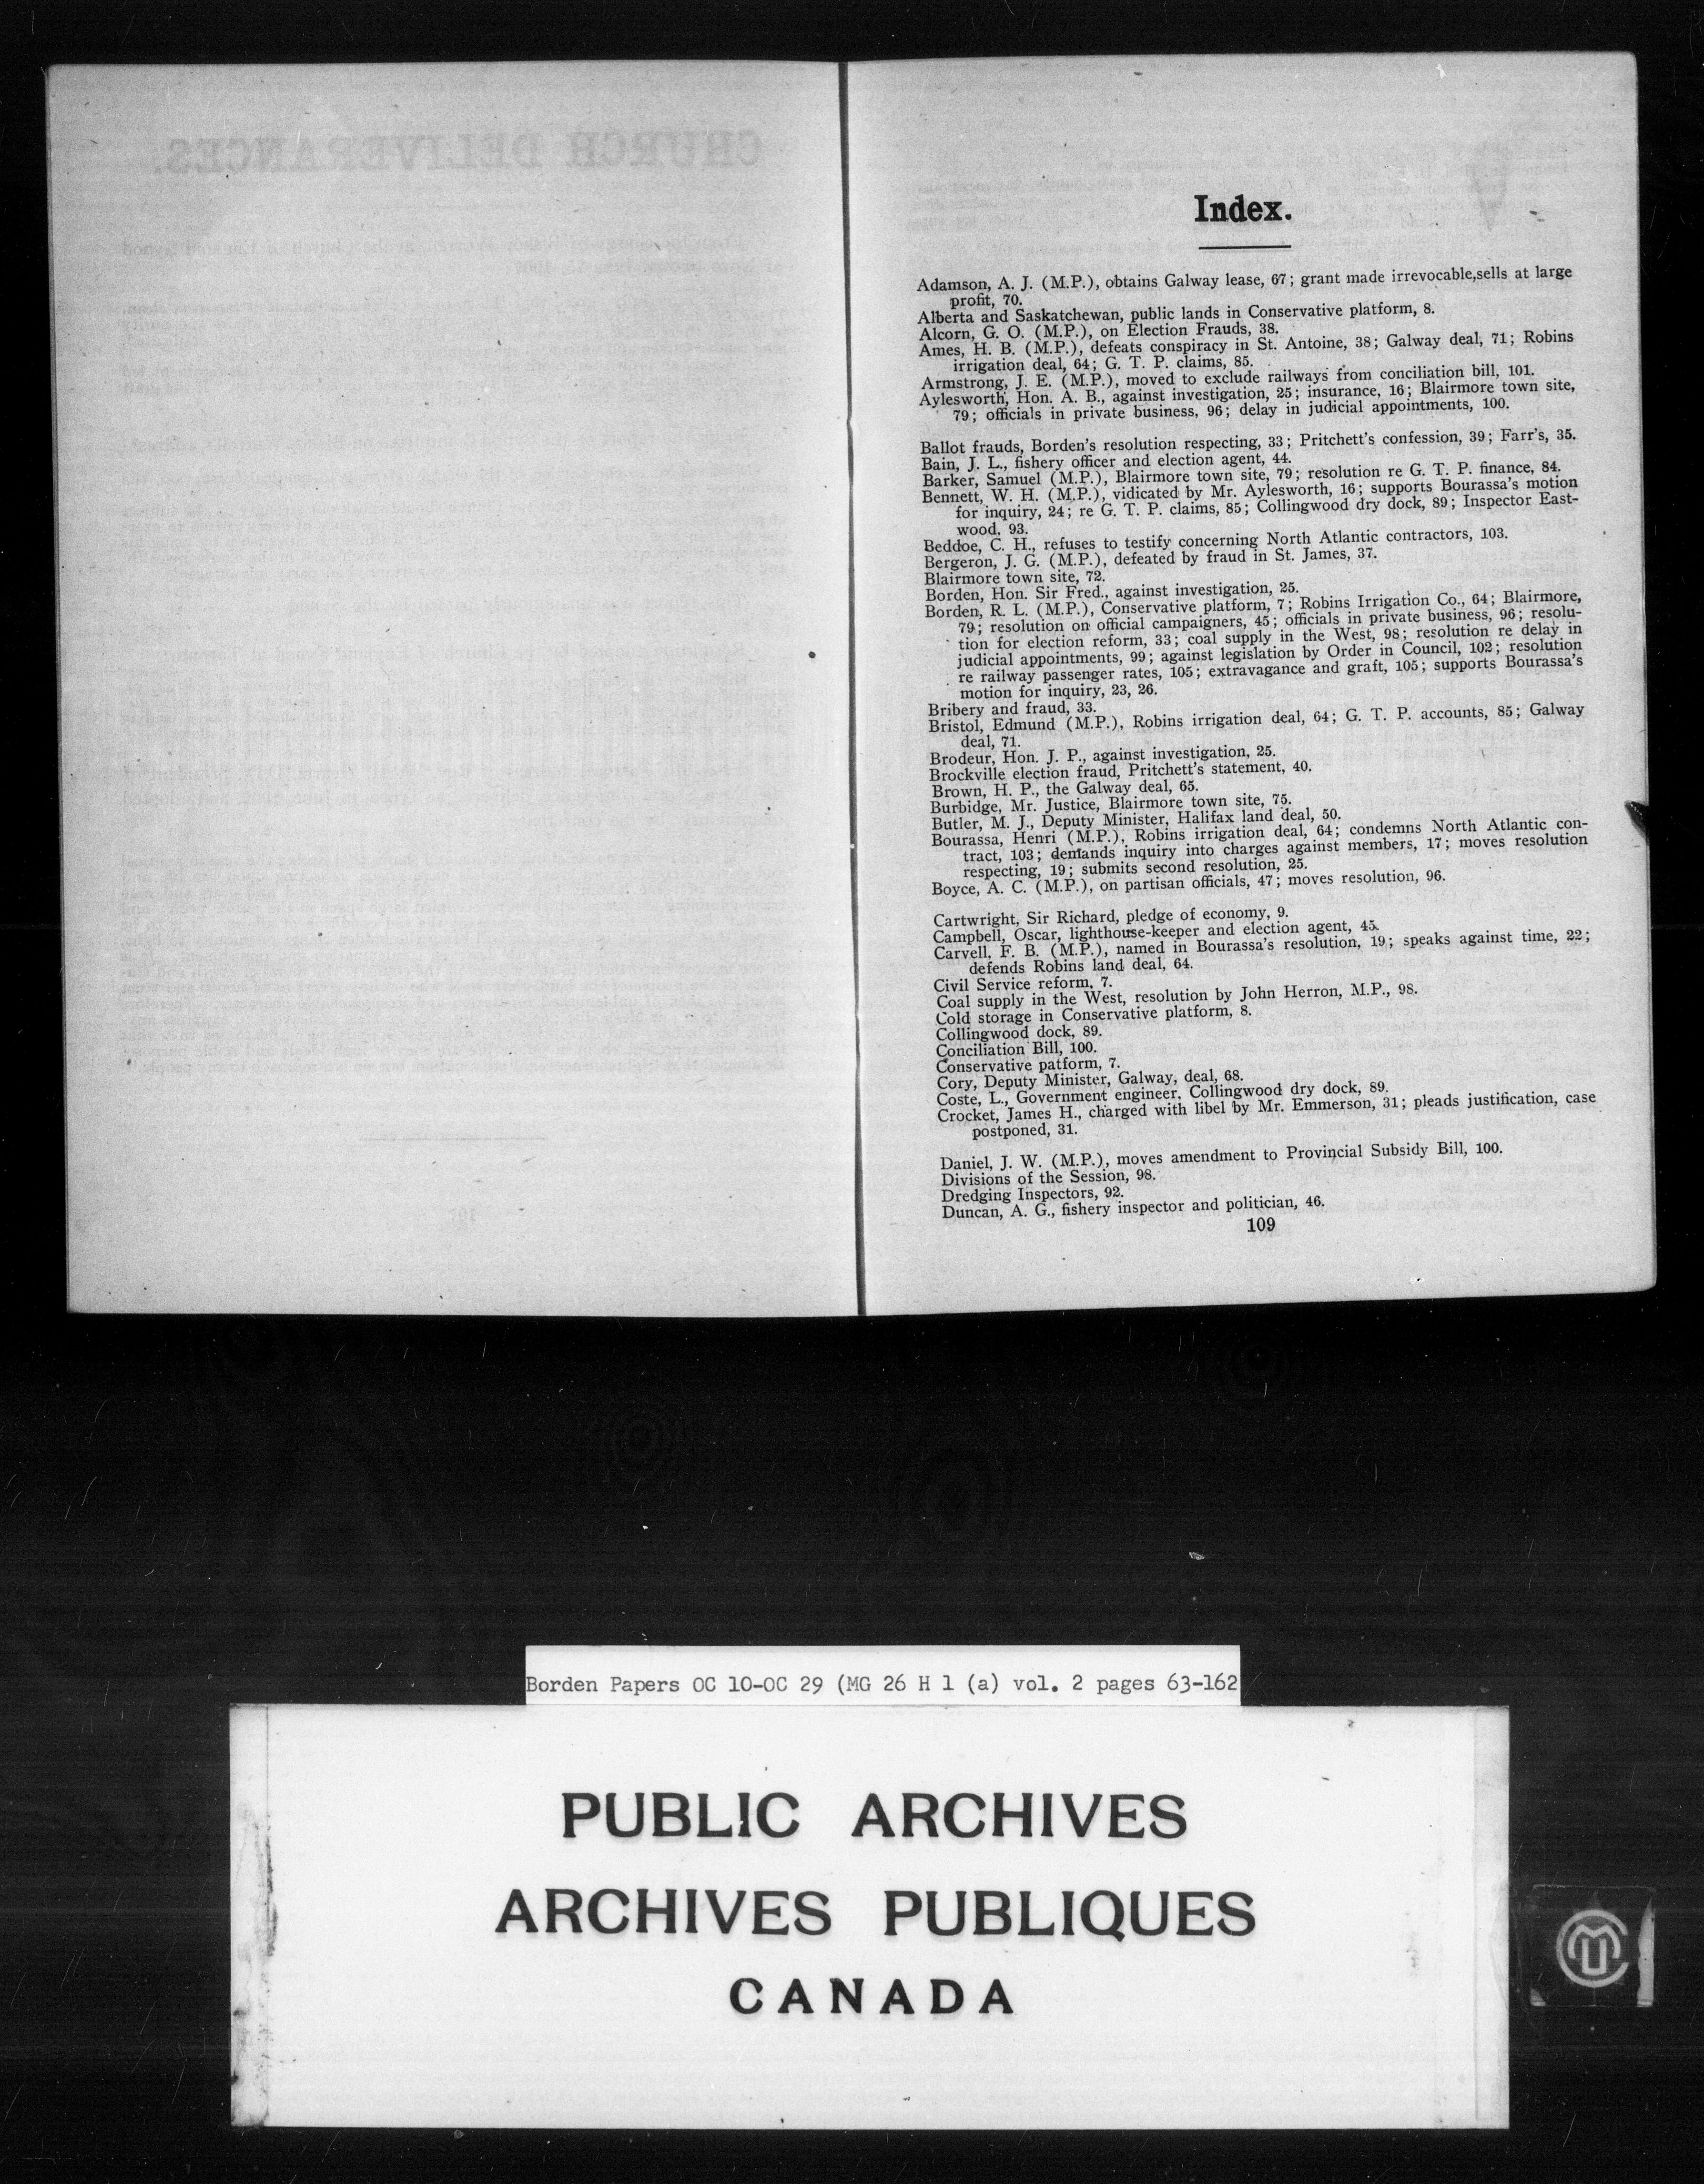 CHURCH DELIVERANCES.
Index.
Adamson, A. J. (M.P.), obtains Galway lease, 67; grant made irrevocable,sells at large
profit, 70.
Alberta and Saskatchewan, public lands in Conservative platform, 8.
Alcorn, G. O. (M.P.), on Election Frauds, 38.
Ames, H. B. (M.P.), defeats conspiracy in St. Antoine, 38; Galway deal, 71; Robins
irrigation deal, 64; G. T. P. claims, 85.
Armstrong, J. E. (M.P.), moved to exclude railways from conciliation bill, 101.
Aylesworth, Hon. A. B., against investigation, 25; insurance, 16; Blairmore town site,
79; officials in private business, 96; delay in judicial appointments, 100.
Ballot frauds, Borden's resolution respecting, 33; Pritchett's confession, 39; Farr's, 35.
Bain, J. L., fishery officer and election agent, 44.
Barker, Samuel (M.P.), Blairmore town site, 79; resolution re G. T. P. finance, 84.
Bennett, W. H. (M.P.), vidicated by Mr. Aylesworth, 16; supports Bourassa's motion
for inquiry, 24; re G. T. P. claims, 85; Collingwood dry dock, 89; Inspector East-
wood, 93.
Beddoe, C. H., refuses to testify concerning North Atlantic contractors, 103.
Bergeron, J. G. (M.P.), defeated by fraud in St. James, 37.
Blairmore town site, 72.
Borden, Hon. Sir Fred., against investigation, 25.
Borden, R. L. (M.P.), Conservative platform, 7; Robins Irrigation Co., 64; Blairmore,
79; resolution on official campaigners, 45; officials in private business, 96; resolu-
tion for election reform, 33; coal supply in the West, 98; resolution re delay in
judicial appointments, 99; against legislation by Order in Council, 102; resolution
re railway passenger rates, 105; extravagance and graft, 105; supports Bourassa's
motion for inquiry, 23, 26.
Bribery and fraud, 33.
Bristol, Edmund (M.P.), Robins irrigation deal, 64; G. T. P. accounts, 85; Galway
deal, 71.
Brodeur, Hon. J. P., against investigation, 25.
Brockville election fraud, Pritchett's statement, 40.
Brown, H. P., the Galway deal, 65.
Burbidge, Mr. Justice, Blairmore town site, 75.
Butler, M. J., Deputy Minister, Halifax land deal, 50.
Bourassa, Henri (M.P.), Robins irrigation deal, 64; condemns North Atlantic con-
tract, 103; demands inquiry into charges against members, 17; moves resolution
respecting, 19; submits second resolution, 25.
Boyce, A. C. (M.P.), on partisan officials, 47; moves resolution, 96.
Cartwright, Sir Richard, pledge of economy, 9.
Campbell, Oscar, lighthouse-keeper and election agent, 45.
Carvell, F. B. (M.P.), named in Bourassa's resolution, 19; speaks against time, 22;
defends Robins land deal, 64.
Civil Service reform, 7.
Coal supply in the West, resolution by John Herron, M.P., 98.
Cold storage in Conservative platform, 8.
Collingwood dock, 89.
Conciliation Bill, 100.
Conservative patform, 7.
Cory, Deputy Minister, Galway, deal, 68.
Coste, L., Government engineer, Collingwood dry dock, 89.
Crocket, James H., charged with libel by Mr. Emmerson, 31; pleads justification, case
postponed, 31.
Daniel, J. W. (M.P.), moves amendment to Provincial Subsidy Bill, 100.
Divisions of the Session, 98.
Dredging Inspectors, 92.
Duncan, A. G., fishery inspector and politician, 46.
109
Borden Papers OC 10-OC 29 (MG 26 H 1 (a) vol. 2 pages 63-162
PUBLIC ARCHIVES
ARCHIVES PUBLIQUES
CANADA